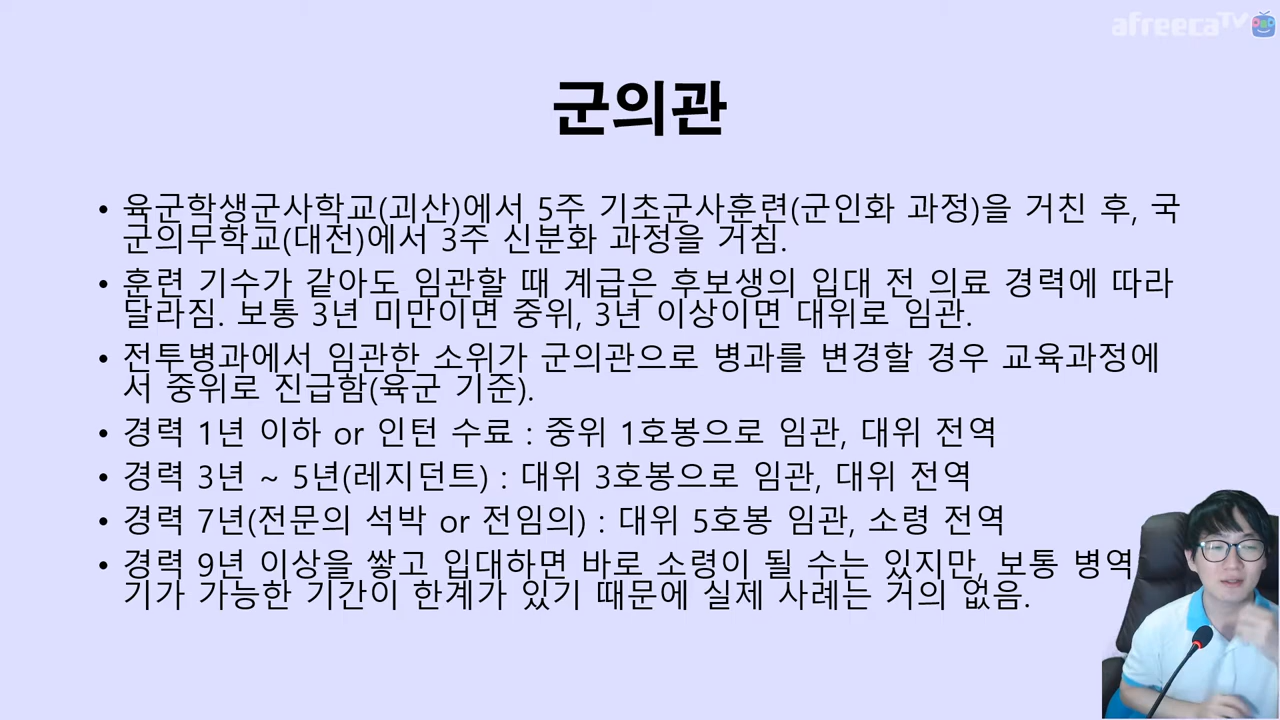 afreecaTV
군의관
• 육군학생군사학교(괴산)에서 5주 기초군사훈련(군인화 과정)을 거친 후, 국
군의무학교(대전)에서 3주 신분화 과정을 거침.
• 훈련 기수가 같아도 임관할 때 계급은 후보생의 입대 전 의료 경력에 따라
달라짐. 보통 3년 미만이면 중위, 3년 이상이면 대위로 임관.
• 전투병과에서 임관한 소위가 군의관으로 병과를 변경할 경우 교육과정에
서 중위로 진급함(육군 기준).
• 경력 1년 이하 or 인턴 수료 : 중위 1호봉으로 임관, 대위 전역
• 경력 3년 ~ 5년(레지던트) : 대위 3호봉으로 임관, 대위 전역
• 경력 7년(전문의 석박 or 전임의) : 대위 5호봉 임관, 소령 전역
• 경력 9년 이상을 쌓고 입대하면 바로 소령이 될 수는 있지만, 보통 병역
기가 가능한 기간이 한계가 있기 때문에 실제 사례는 거의 없음.